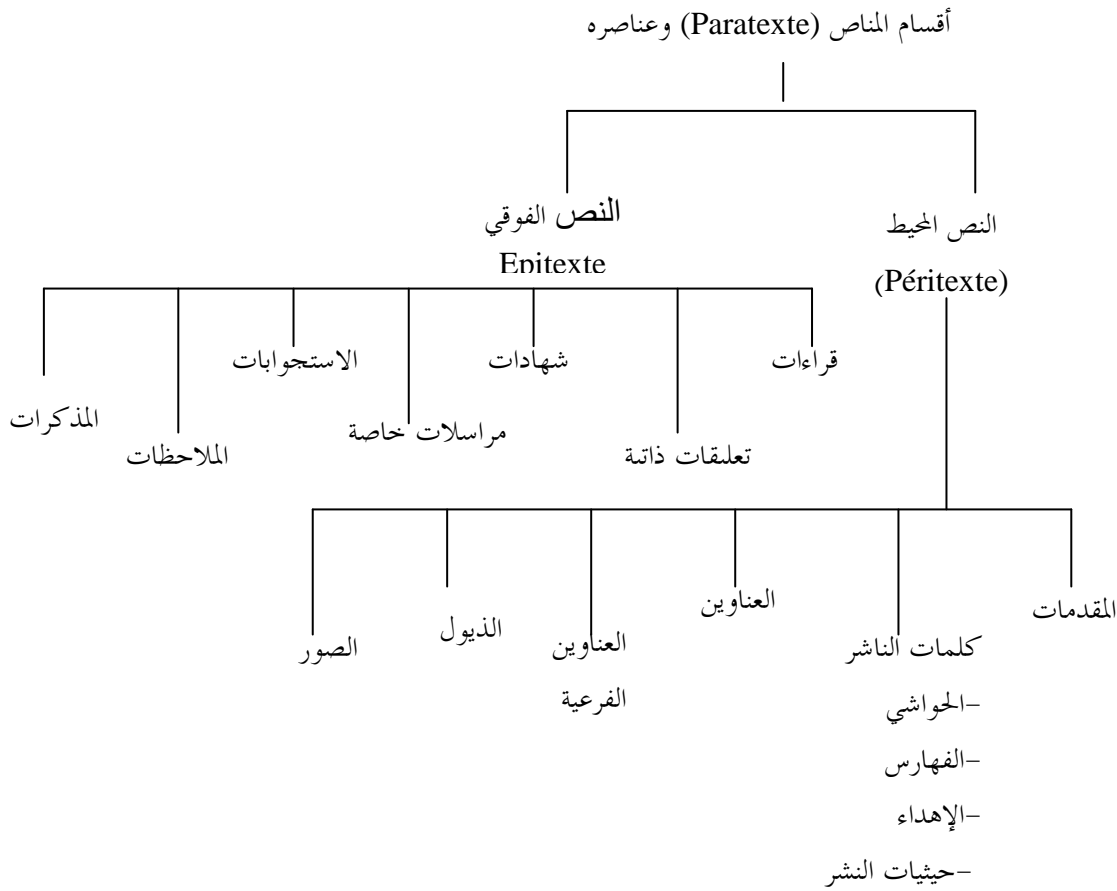 أقسام المناص (Paratexte) وعناصره
النص المحيط
(Péritexte)
النص الفوقي
Epitexte
قراءات
تعليقات ذاتية
شهادات
مراسلات خاصة
الاستجوابات
الملاحظات
المذكرات
المقدمات
كلمات الناشر
–الحواشي
–الفهارس
–الإهداء
–حيثيات النشر
العناوين
العناوين
الفرعية
الذيول
الصور